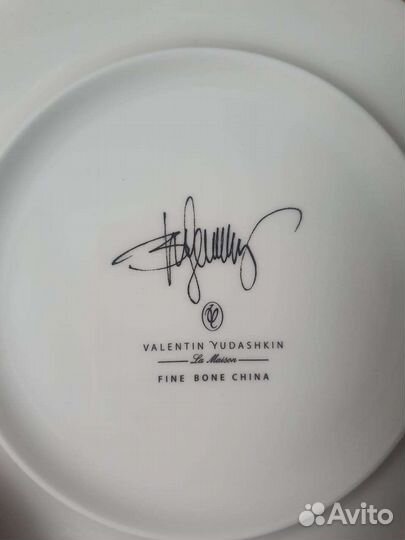 VALENTIN YUDASHKIN
La Maison
FINE BONE CHINA
Avito